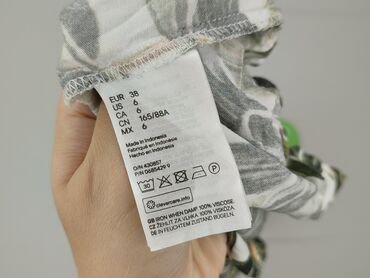 EUR 38
US 6
CA 6
CN 165/88A
MX 6
Made in Indonesia
Fabriqué en Indonésie
Hecho en Indonesia
O/N 430857
P/N 0685429 9
30
P
clevercare.info
GB IRON WHEN DAMP. 100% VISCOSE.
CZ ŽEHLIT ZA VLHKA. 100% VISKÓZA.
DE IN FEUCHTEM ZUSTAND BÜGELN.